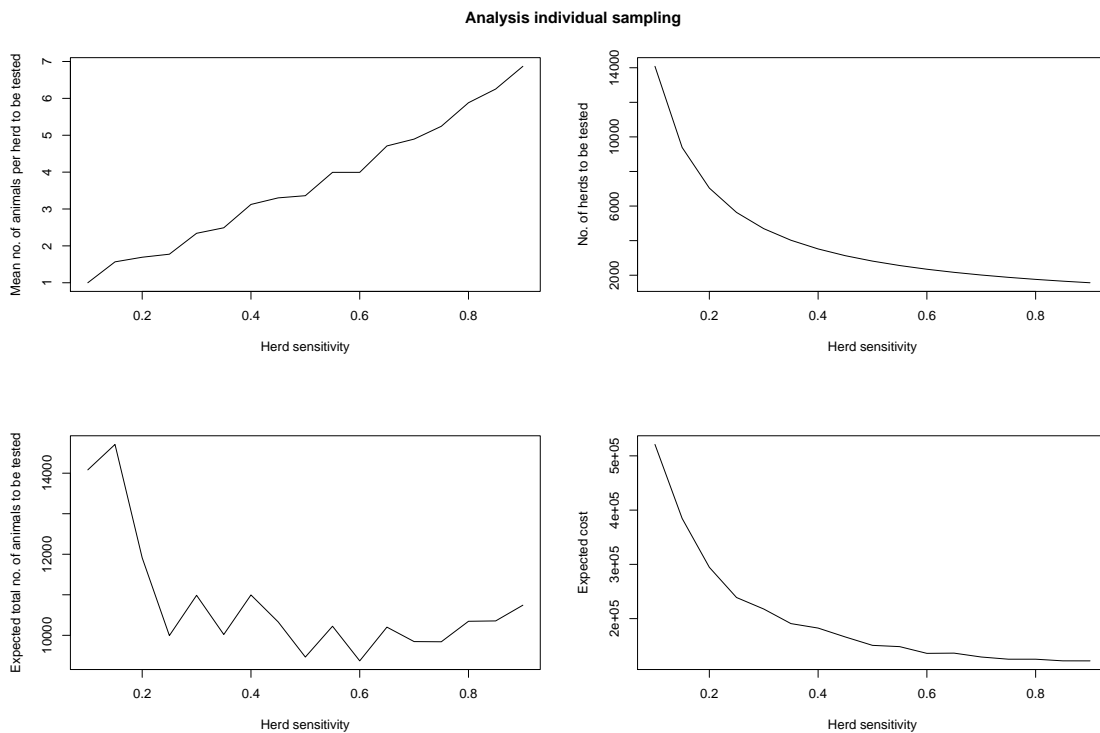 Analysis individual sampling
Mean no. of animals per herd to be tested
1 2 3 4 5 6 7
0.2 0.4 0.6 0.8
Herd sensitivity
No. of herds to be tested
2000 6000 10000 14000
0.2 0.4 0.6 0.8
Herd sensitivity
Expected total no. of animals to be tested
10000 12000 14000
0.2 0.4 0.6 0.8
Herd sensitivity
Expected cost
2e+05 3e+05 4e+05 5e+05
0.2 0.4 0.6 0.8
Herd sensitivity